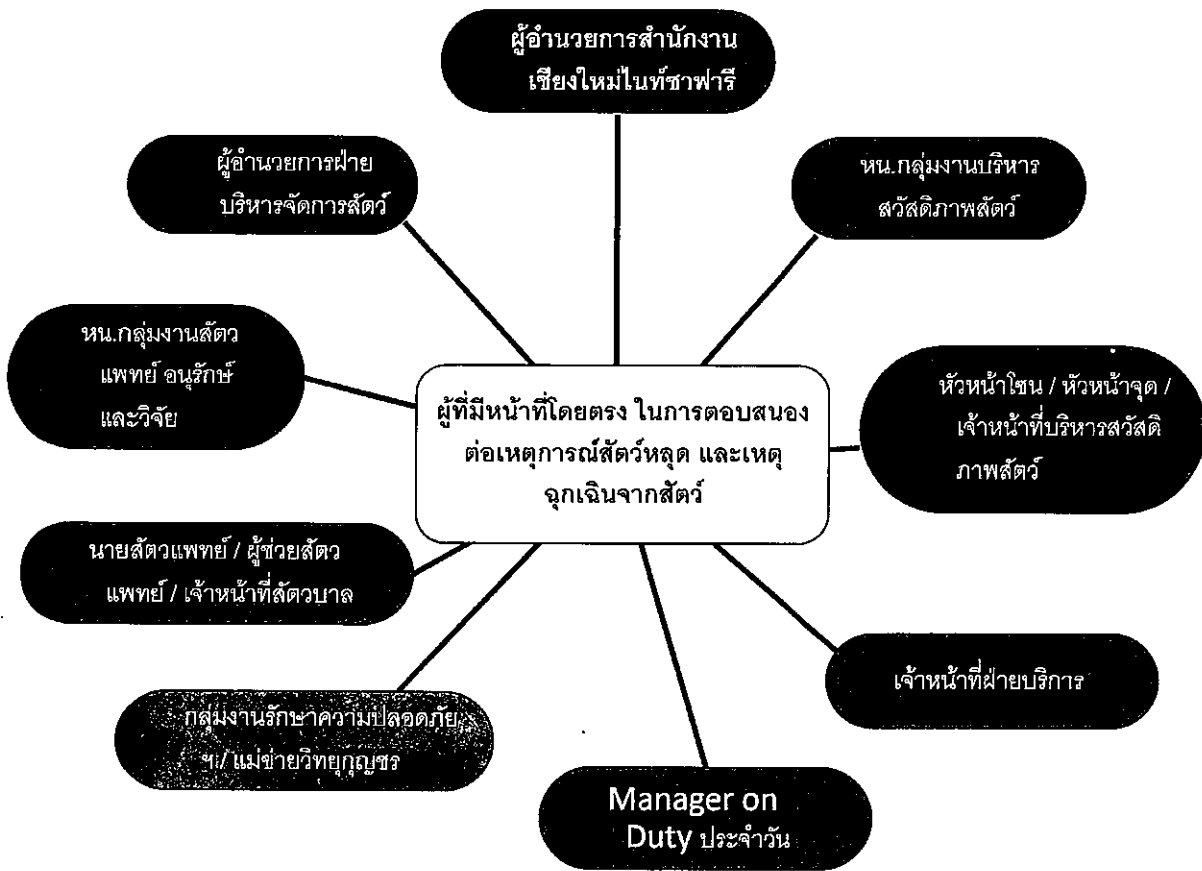 ผู้อำนวยการสำนักงาน
เชียงใหม่ไนท์ซาฟารี
ผู้อำนวยการฝ่าย
บริหารจัดการสัตว์
หน.กลุ่มงานบริหาร
สวัสดิภาพสัตว์
หน.กลุ่มงานสัตว
แพทย์ อนุรักษ์
และวิจัย
ผู้ที่มีหน้าที่โดยตรง ในการตอบสนอง
ต่อเหตุการณ์สัตว์หลุด และเหตุ
ฉุกเฉินจากสัตว์
หัวหน้าโซน / หัวหน้าจุด /
เจ้าหน้าที่บริหารสวัสดิ
ภาพสัตว์
นายสัตวแพทย์ / ผู้ช่วยสัตว
แพทย์ / เจ้าหน้าที่สัตวบาล
เจ้าหน้าที่ฝ่ายบริการ
กลุ่มงานรักษาความปลอดภัย
ฯ/ แม่ข่ายวิทยุกุญชร
Manager on
Duty ประจำวัน